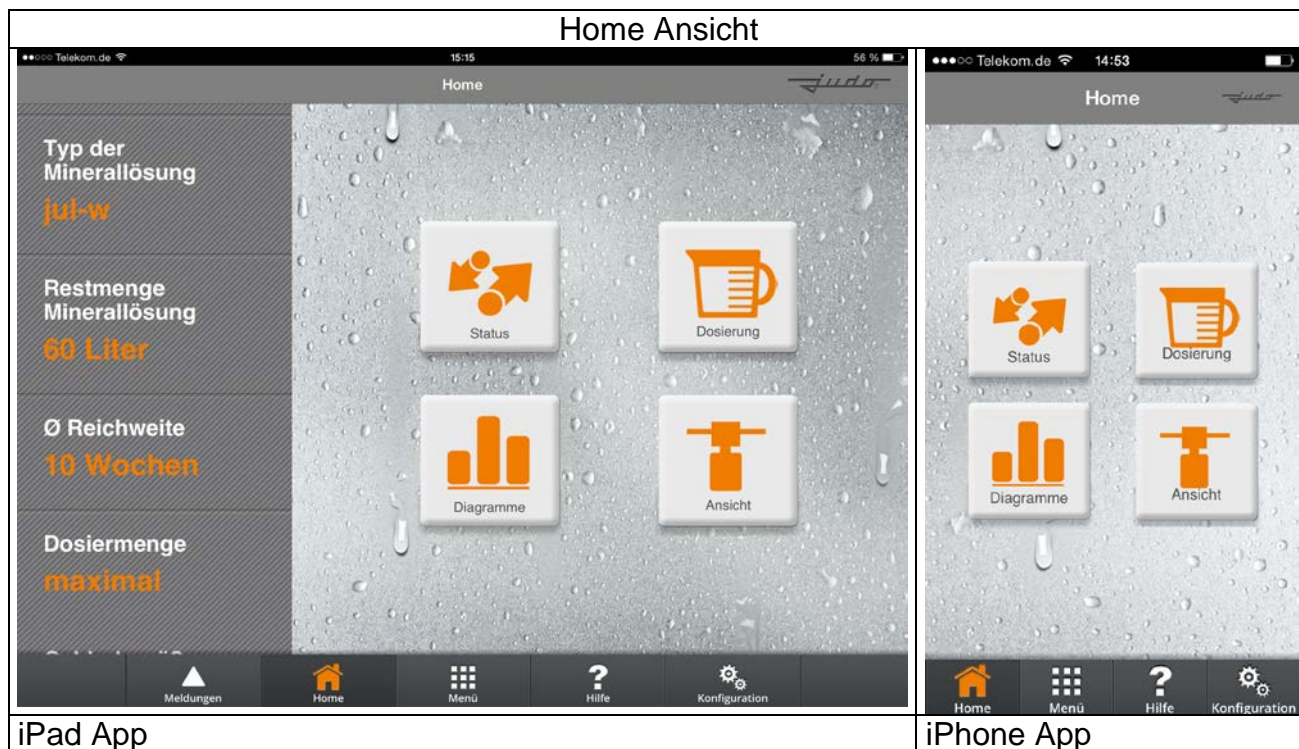 Home Ansicht
Telekom.de 15:15 56 %
Home judo
Typ der
Minerallösung
jul-w
Restmenge
Minerallösung
60 Liter
Ø Reichweite
10 Wochen
Dosiermenge
maximal
Status Dosierung
Diagramme Ansicht
Meldungen Home Menü ? Hilfe Konfiguration
iPad App
Telekom.de 14:53
Home judo
Status Dosierung
Diagramme Ansicht
Home Menü ? Hilfe Konfiguration
iPhone App